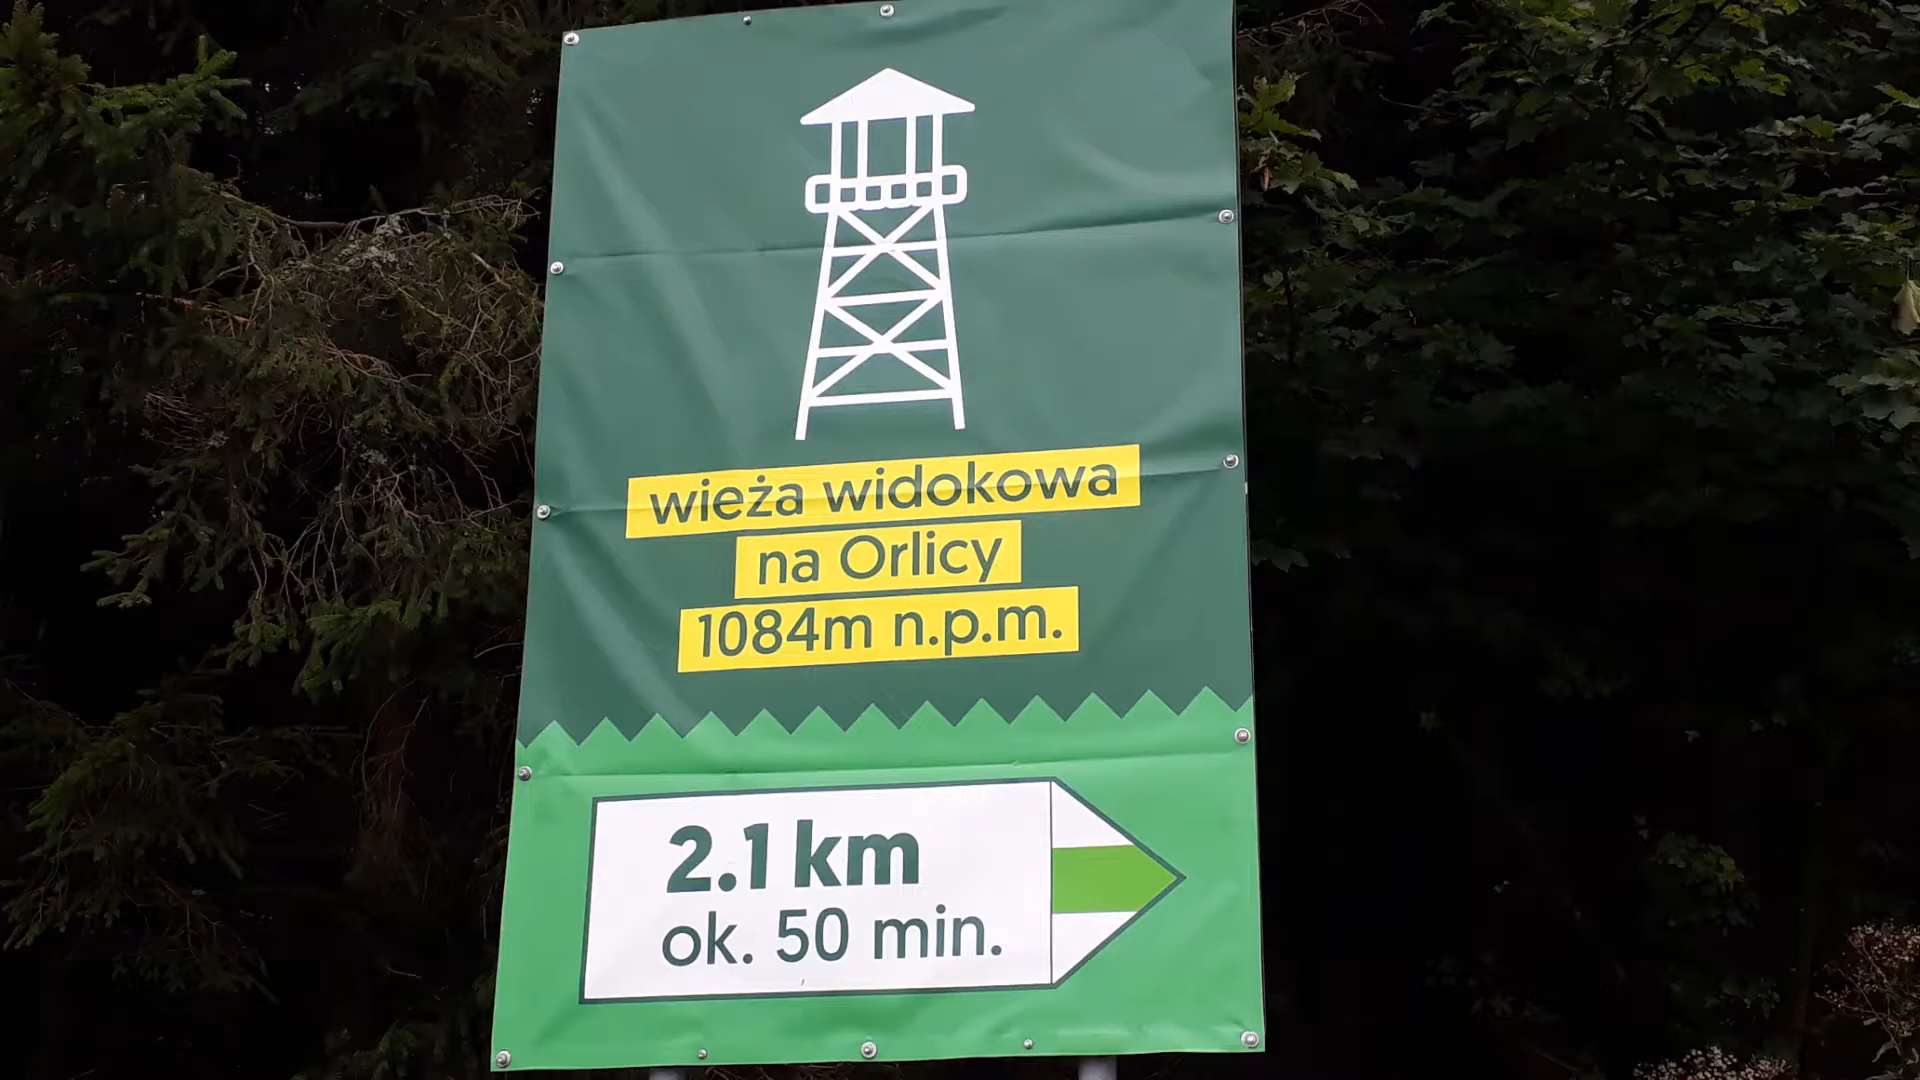 wieża widokowa
na Orlicy
1084m n.p.m.
2.1 km
ok. 50 min.